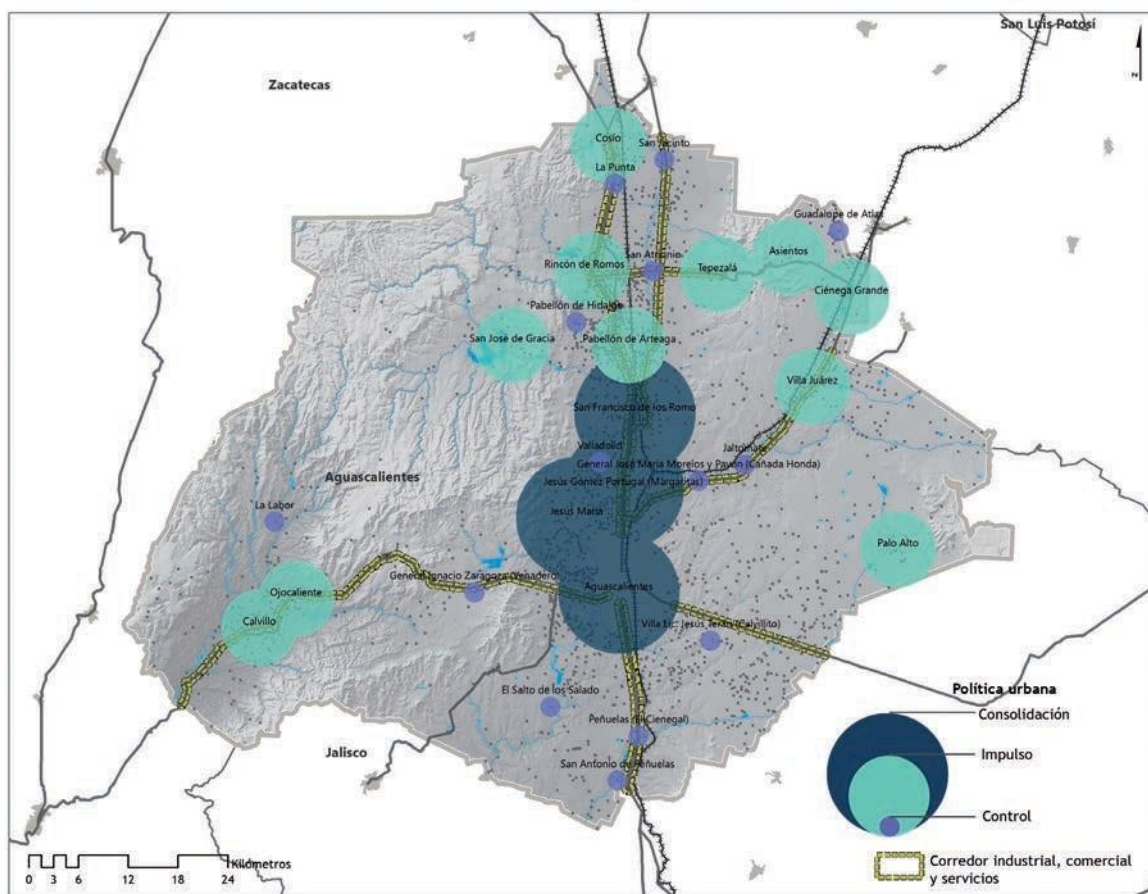 San Luis Potosí
Zacatecas
z
Cosío
San Jacinto
La Punta
Guadalupe de Atlas
Asientos
San Antonio
Rincón de Romos
Tepezalá
Ciénega Grande
Pabellón de Hidalgo
San José de Gracia
Pabellón de Arteaga
Villa Juárez
San Francisco de los Romo
Valladolid
Jaltomate
General José María Morelos y Pavón (Cañada Honda)
Aguascalientes
Jesús Gómez Portugal (Margaritas)
La Labor
Jesús María
Palo Alto
General Ignacio Zaragoza (Venadero)
Aguascalientes
Ojocaliente
Calvillo
Villa Lic. Jesús Terán (Calvillito)
El Salto de los Salado
Peñuelas (El Cienegal)
Jalisco
San Antonio de Peñuelas
Política urbana
Consolidación
Impulso
Control
Corredor industrial, comercial
y servicios
Kilómetros
0 3 6 12 18 24